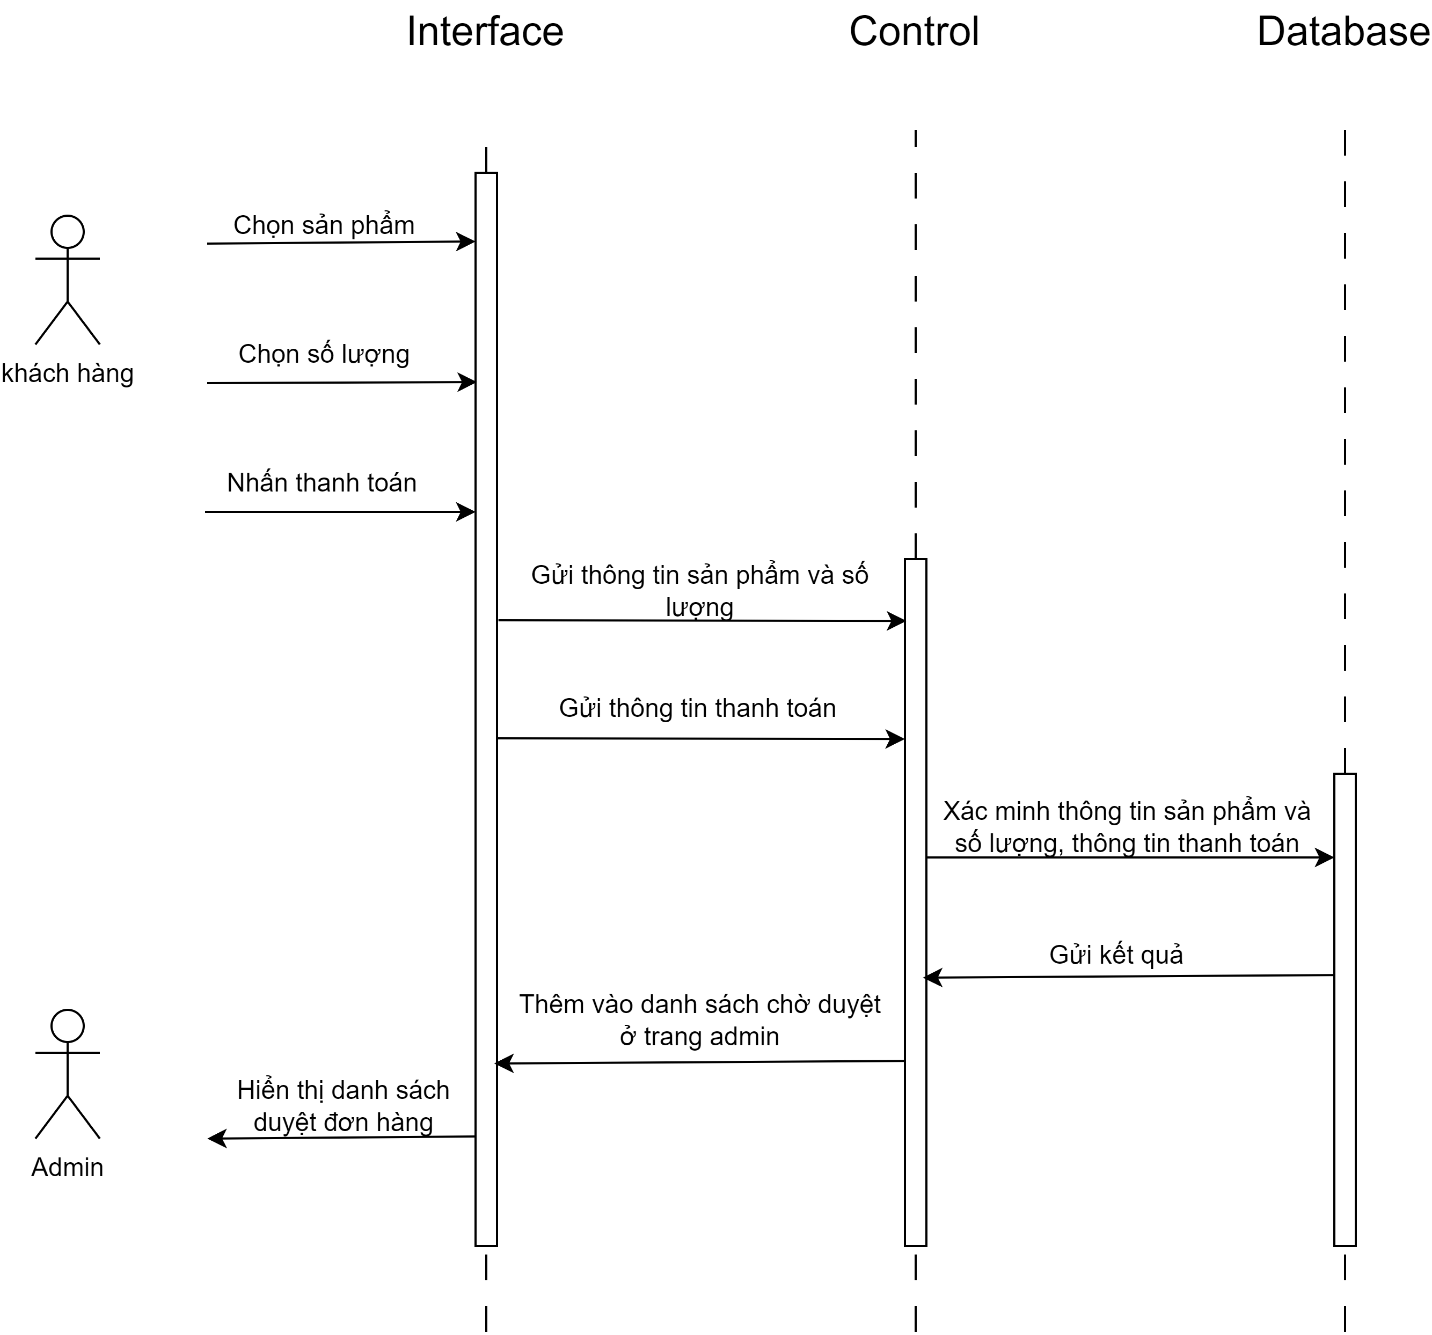 Interface
Control
Database
Chọn sản phẩm
khách hàng
Chọn số lượng
Nhấn thanh toán
Gửi thông tin sản phẩm và số
lượng
Gửi thông tin thanh toán
Xác minh thông tin sản phẩm và
số lượng, thông tin thanh toán
Gửi kết quả
Thêm vào danh sách chờ duyệt
ở trang admin
Hiển thị danh sách
duyệt đơn hàng
Admin